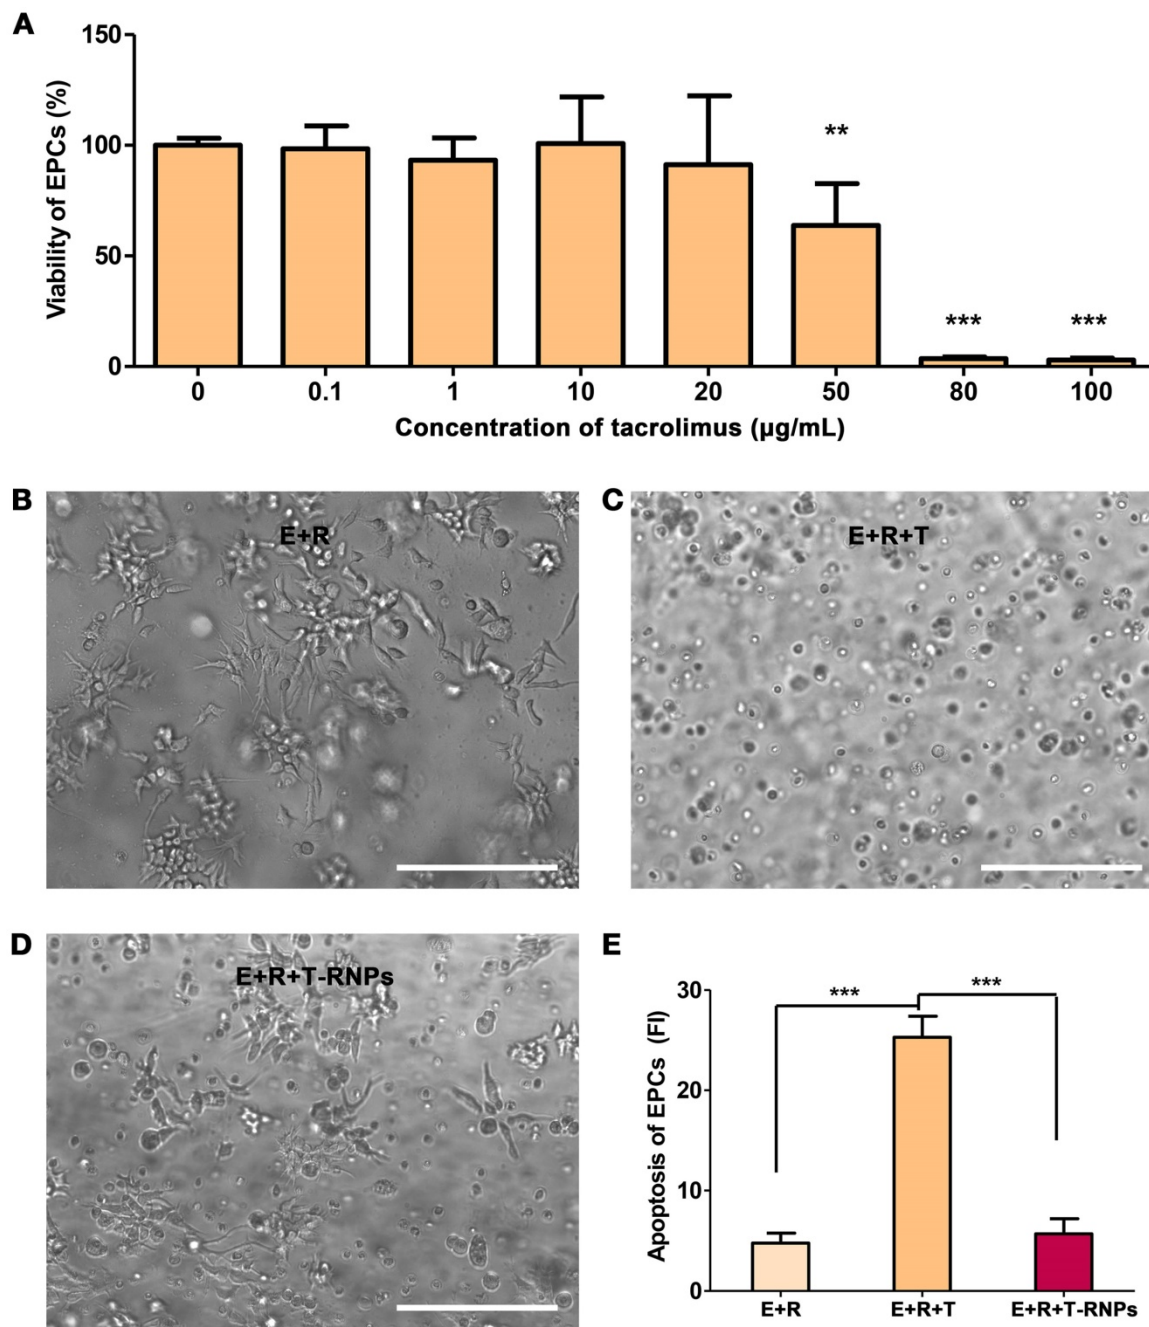 A
150
100
50
0
Viability of EPCs (%)
**
***
***
0 0.1 1 10 20 50 80 100
Concentration of tacrolimus (µg/mL)
B
E+R
C
E+R+T
D
E+R+T-RNPs
E
30
20
10
0
Apoptosis of EPCs (FI)
***
***
E+R E+R+T E+R+T-RNPs